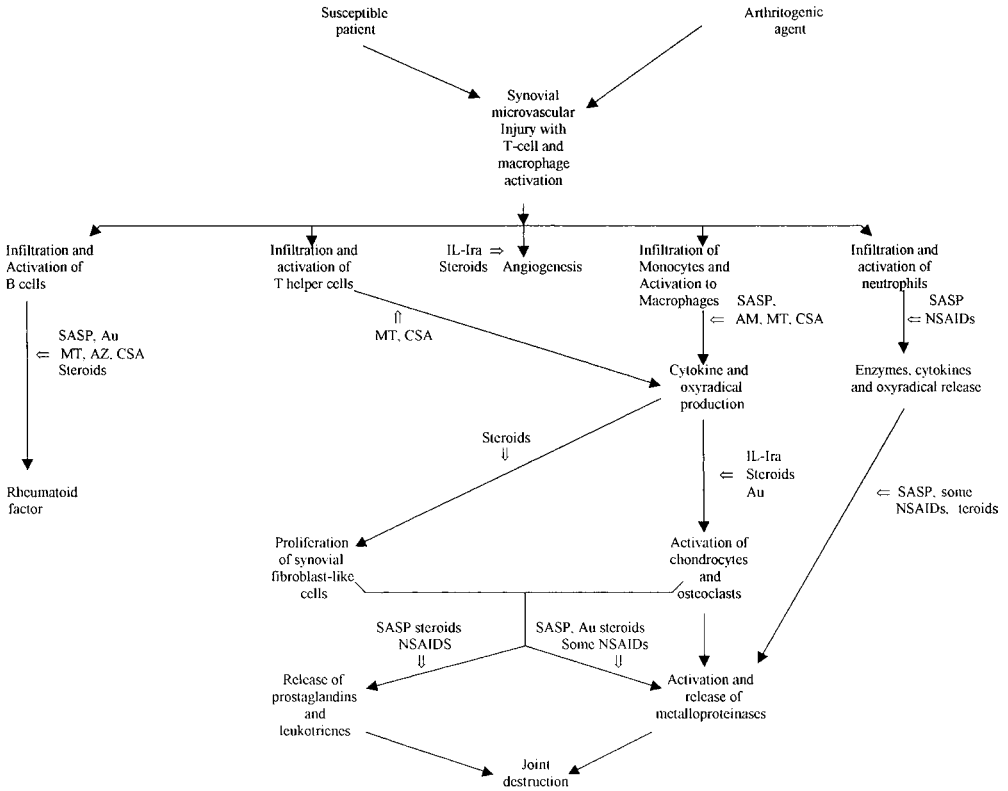 Susceptible
patient
Arthritogenic
agent
Synovial
microvascular
Injury with
T-cell and
macrophage
activation
Infiltration and
Activation of
B cells
Infiltration and
activation of
T helper cells
IL-Ira ⇒
Steroids
Angiogenesis
Infiltration of
Monocytes and
Activation to
Macrophages
Infiltration and
activation of
neutrophils
SASP, Au
⇐ MT, AZ, CSA
Steroids
⇑
MT, CSA
SASP,
⇐ AM, MT, CSA
SASP
⇐ NSAIDs
Cytokine and
oxyradical
production
Enzymes, cytokines
and oxyradical release
Steroids
⇓
IL-Ira
⇐ Steroids
Au
⇐ SASP, some
NSAIDs, teroids
Rheumatoid
factor
Proliferation
of synovial
fibroblast-like
cells
Activation of
chondrocytes
and
osteoclasts
SASP steroids
NSAIDS
⇓
SASP, Au steroids
Some NSAIDs
⇓
Release of
prostaglandins
and
leukotrienes
Activation and
release of
metalloproteinases
Joint
destruction